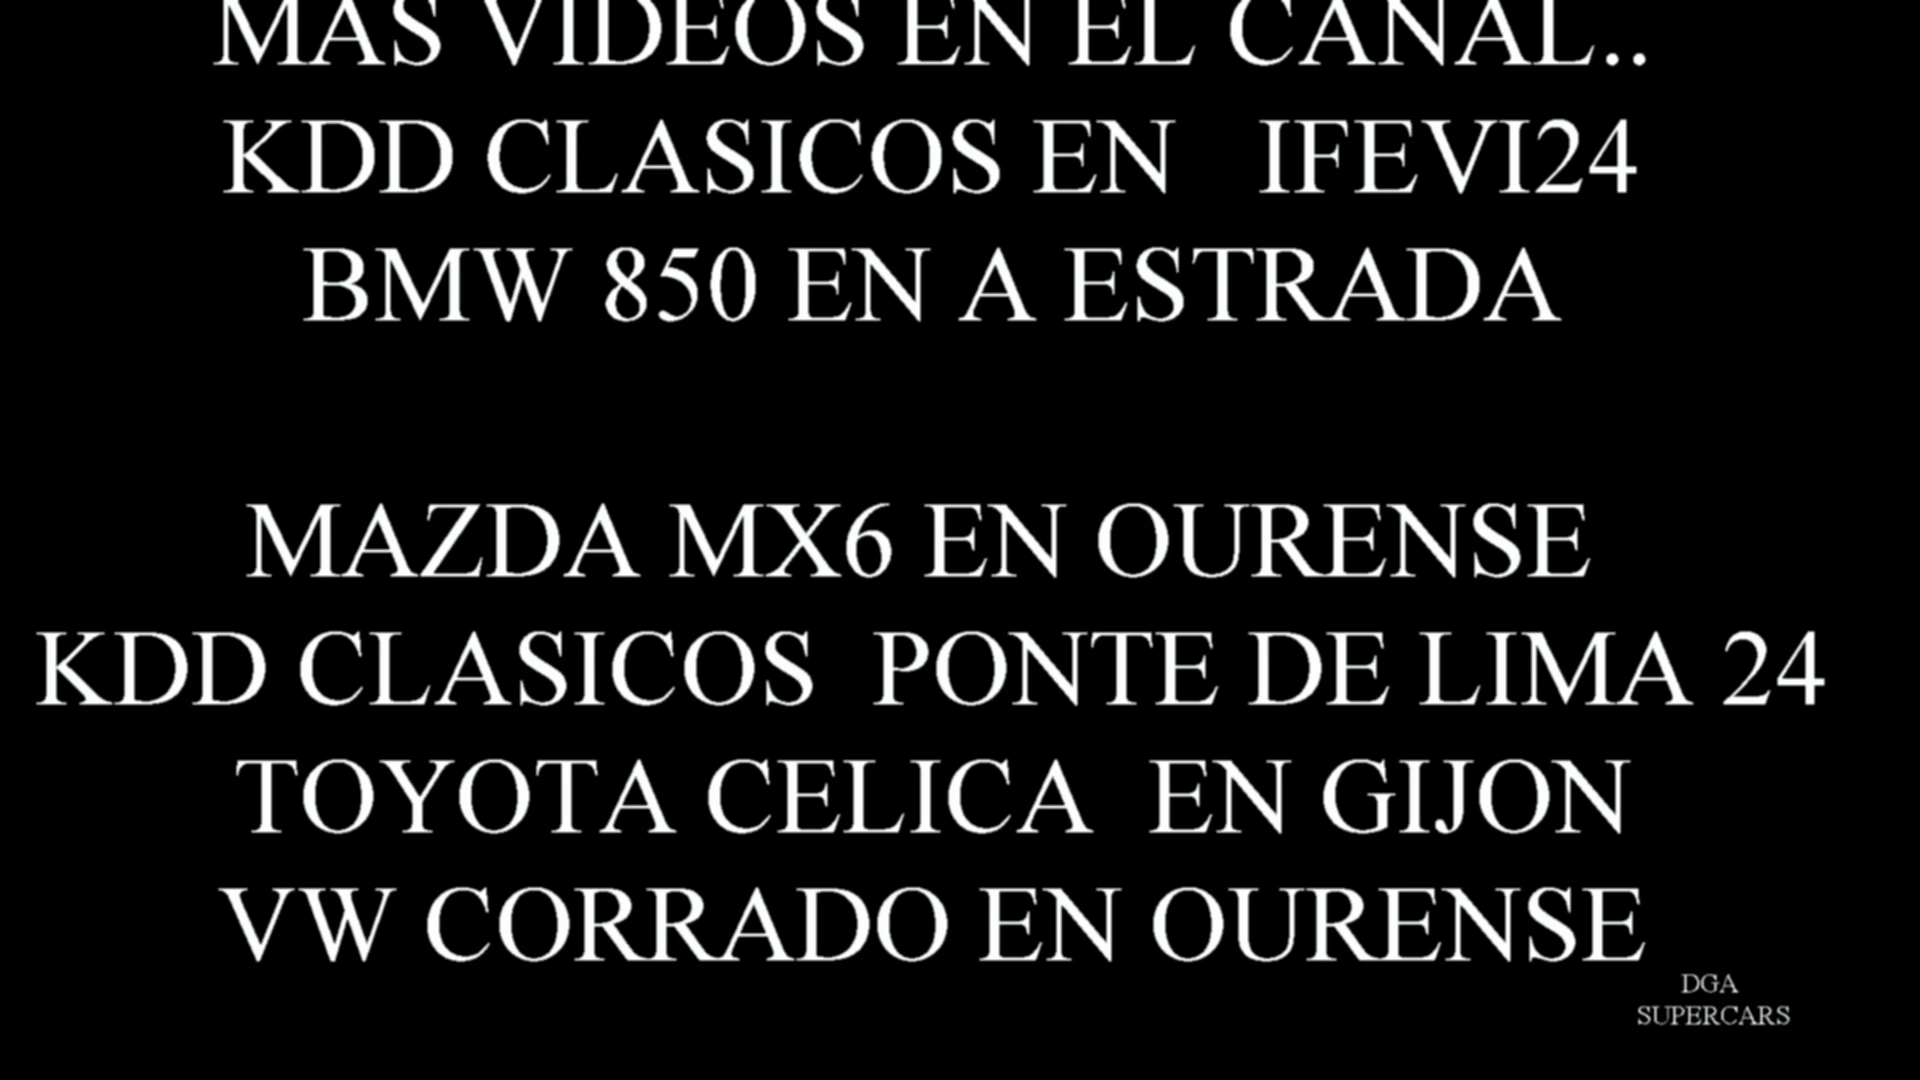 MAS VIDEOS EN EL CANAL..
KDD CLASICOS EN IFEVI24
BMW 850 EN A ESTRADA
MAZDA MX6 EN OURENSE
KDD CLASICOS PONTE DE LIMA 24
TOYOTA CELICA EN GIJON
VW CORRADO EN OURENSE
DGA
SUPERCARS